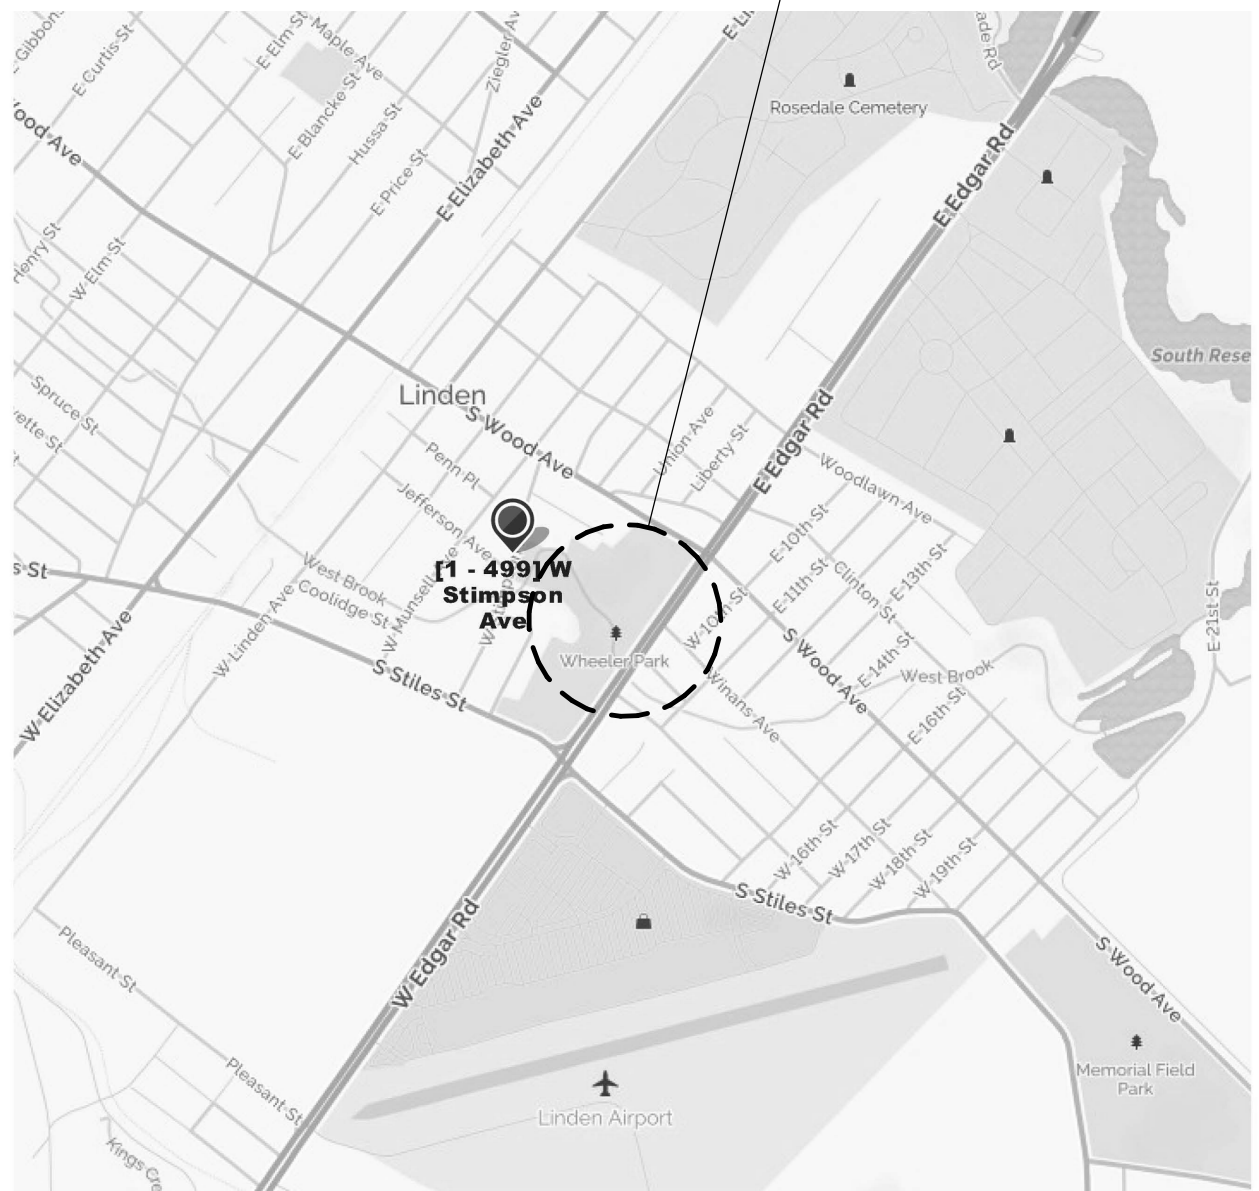 E Gibbons
E Curtis St
E Elm St
Maple Ave
Ziegler Av
E Blancke St
Hussa St
E Price St
E Elizabeth Ave
Wood Ave
Rosedale Cemetery
E Edgar Rd
Henry St
W Elm St
South Rese
Spruce St
Linden
S Wood Ave
Union Ave
Liberty St
E Edgar Rd
Woodlawn Ave
Penn Pl
Jefferson Ave
[1 - 499] W
Stimpson
Ave
West Brook
Coolidge St
W Munsell Ave
W Linden Ave
S Stiles St
W Elizabeth Ave
Wheeler Park
W 10th St
Winans Ave
E 10th St
E 11th St
Clinton St
E 13th St
E 14th St
S Wood Ave
West Brook
E 16th St
E 21st St
W 16th St
W 17th St
W 18th St
W 19th St
S Stiles St
W Edgar Rd
Pleasant St
Pleasant St
Kings Cre
Linden Airport
S Wood Ave
Memorial Field
Park